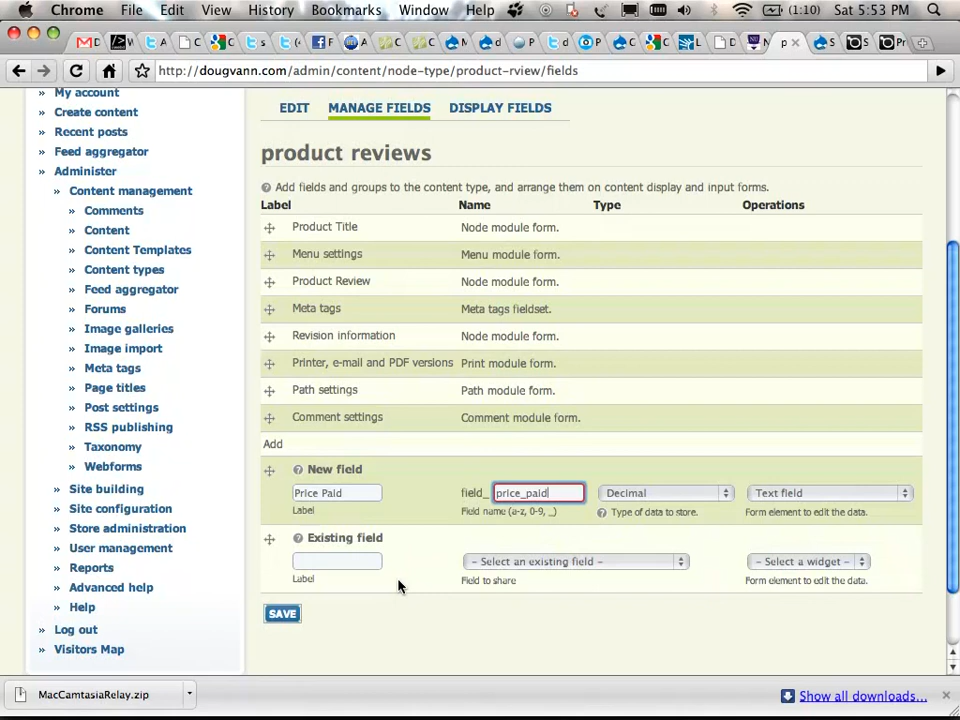 Chrome File Edit View History Bookmarks Window Help (1:10) Sat 5:53 PM
http://dougvann.com/admin/content/node-type/product-rview/fields
» My account
» Create content
» Recent posts
» Feed aggregator
» Administer
» Content management
» Comments
» Content
» Content Templates
» Content types
» Feed aggregator
» Forums
» Image galleries
» Image import
» Meta tags
» Page titles
» Post settings
» RSS publishing
» Taxonomy
» Webforms
» Site building
» Site configuration
» Store administration
» User management
» Reports
» Advanced help
» Help
» Log out
» Visitors Map
EDIT MANAGE FIELDS DISPLAY FIELDS
product reviews
Add fields and groups to the content type, and arrange them on content display and input forms.
Label Name Type Operations
Product Title Node module form.
Menu settings Menu module form.
Product Review Node module form.
Meta tags Meta tags fieldset.
Revision information Node module form.
Printer, e-mail and PDF versions Print module form.
Path settings Path module form.
Comment settings Comment module form.
Add
New field
Price Paid field_ price_paid Decimal Text field
Label Field name (a-z, 0-9, _) Type of data to store. Form element to edit the data.
Existing field
- Select an existing field - - Select a widget -
Label Field to share Form element to edit the data.
SAVE
MacCamtasiaRelay.zip Show all downloads...